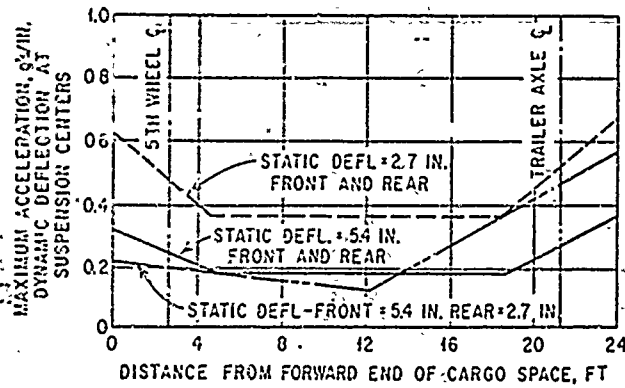 MAXIMUM ACCELERATION, g's/IN.
DYNAMIC DEFLECTION AT
SUSPENSION CENTERS
1.0
0.8
0.6
0.4
0.2
0
5TH WHEEL ℄
TRAILER AXLE ℄
STATIC DEFL = 2.7 IN.
FRONT AND REAR
STATIC DEFL. = 5.4 IN.
FRONT AND REAR
STATIC DEFL-FRONT = 5.4 IN. REAR = 2.7, IN.
0 4 8 12 16 20 24
DISTANCE FROM FORWARD END OF CARGO SPACE, FT